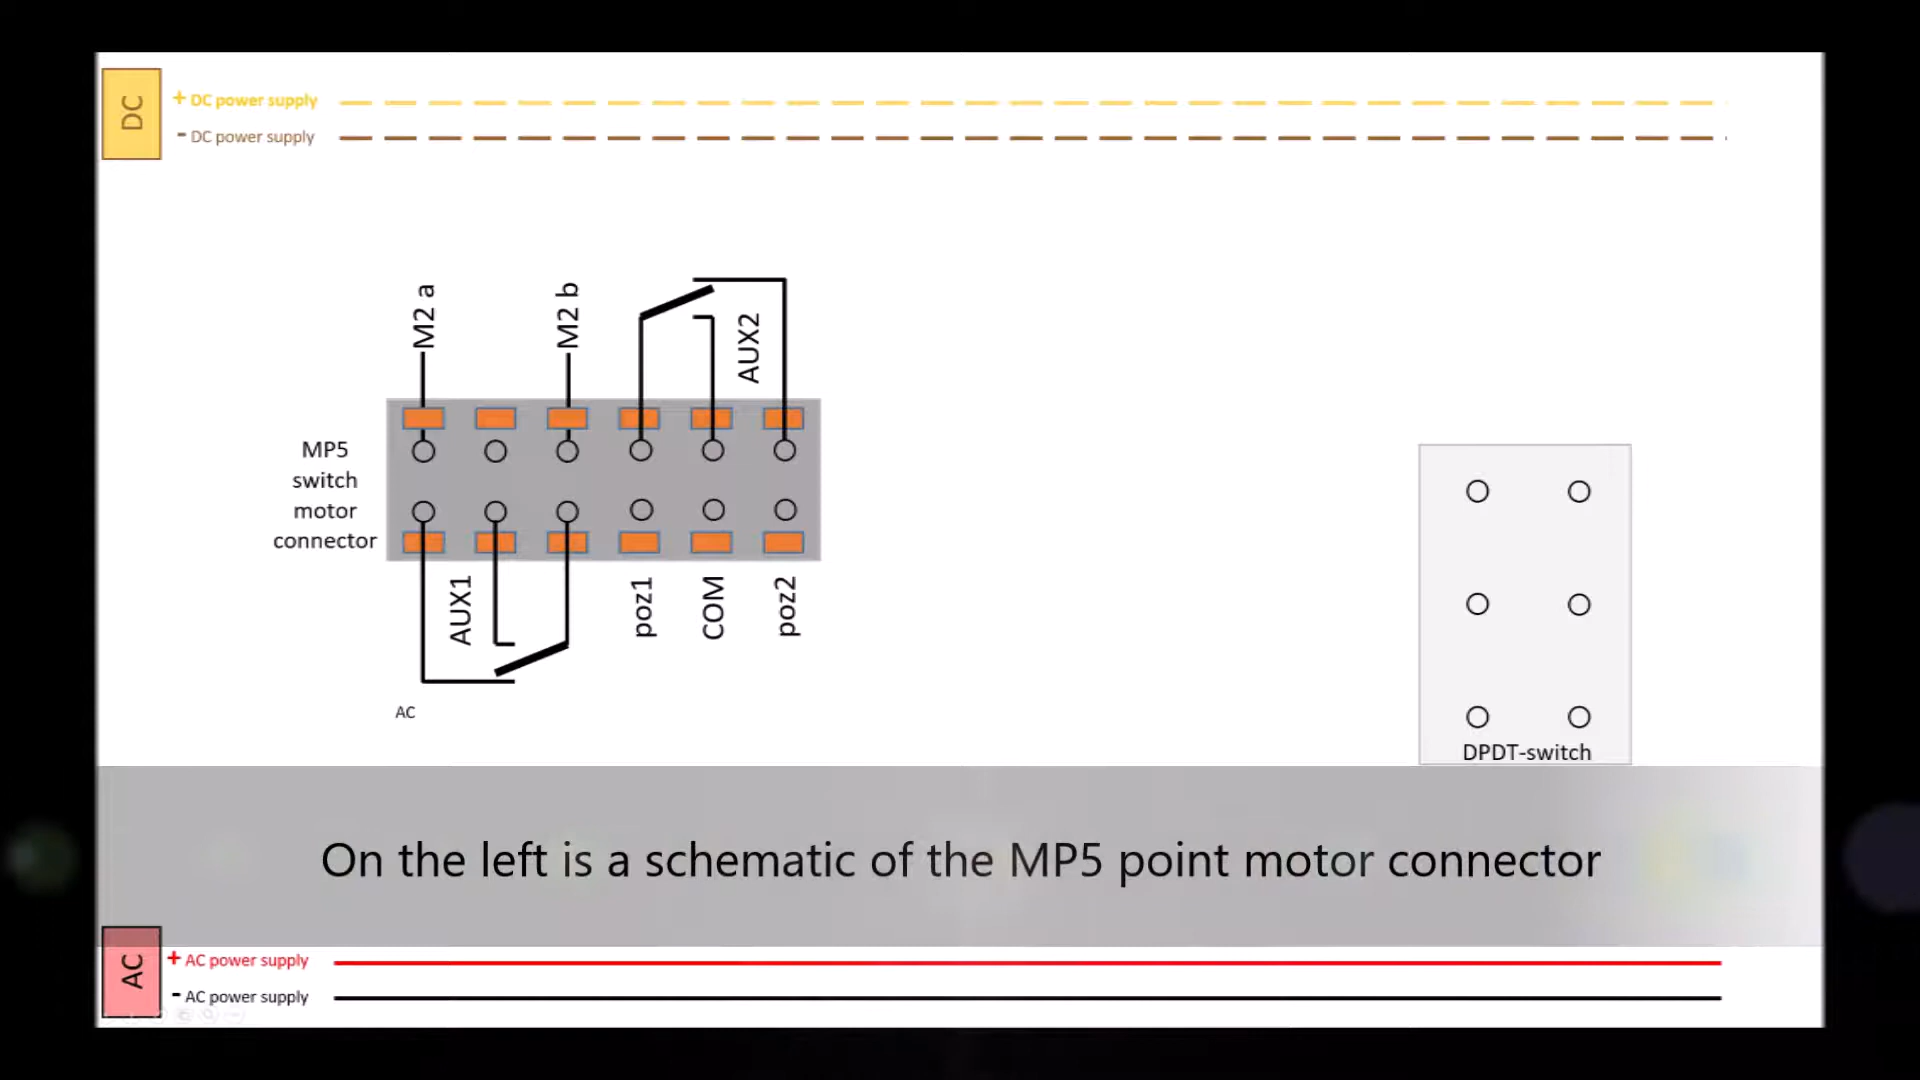 DC
+ DC power supply
- DC power supply
M2 a
M2 b
AUX2
MP5
switch
motor
connector
AUX1
poz1
COM
poz2
AC
DPDT-switch
On the left is a schematic of the MP5 point motor connector
AC
+ AC power supply
- AC power supply